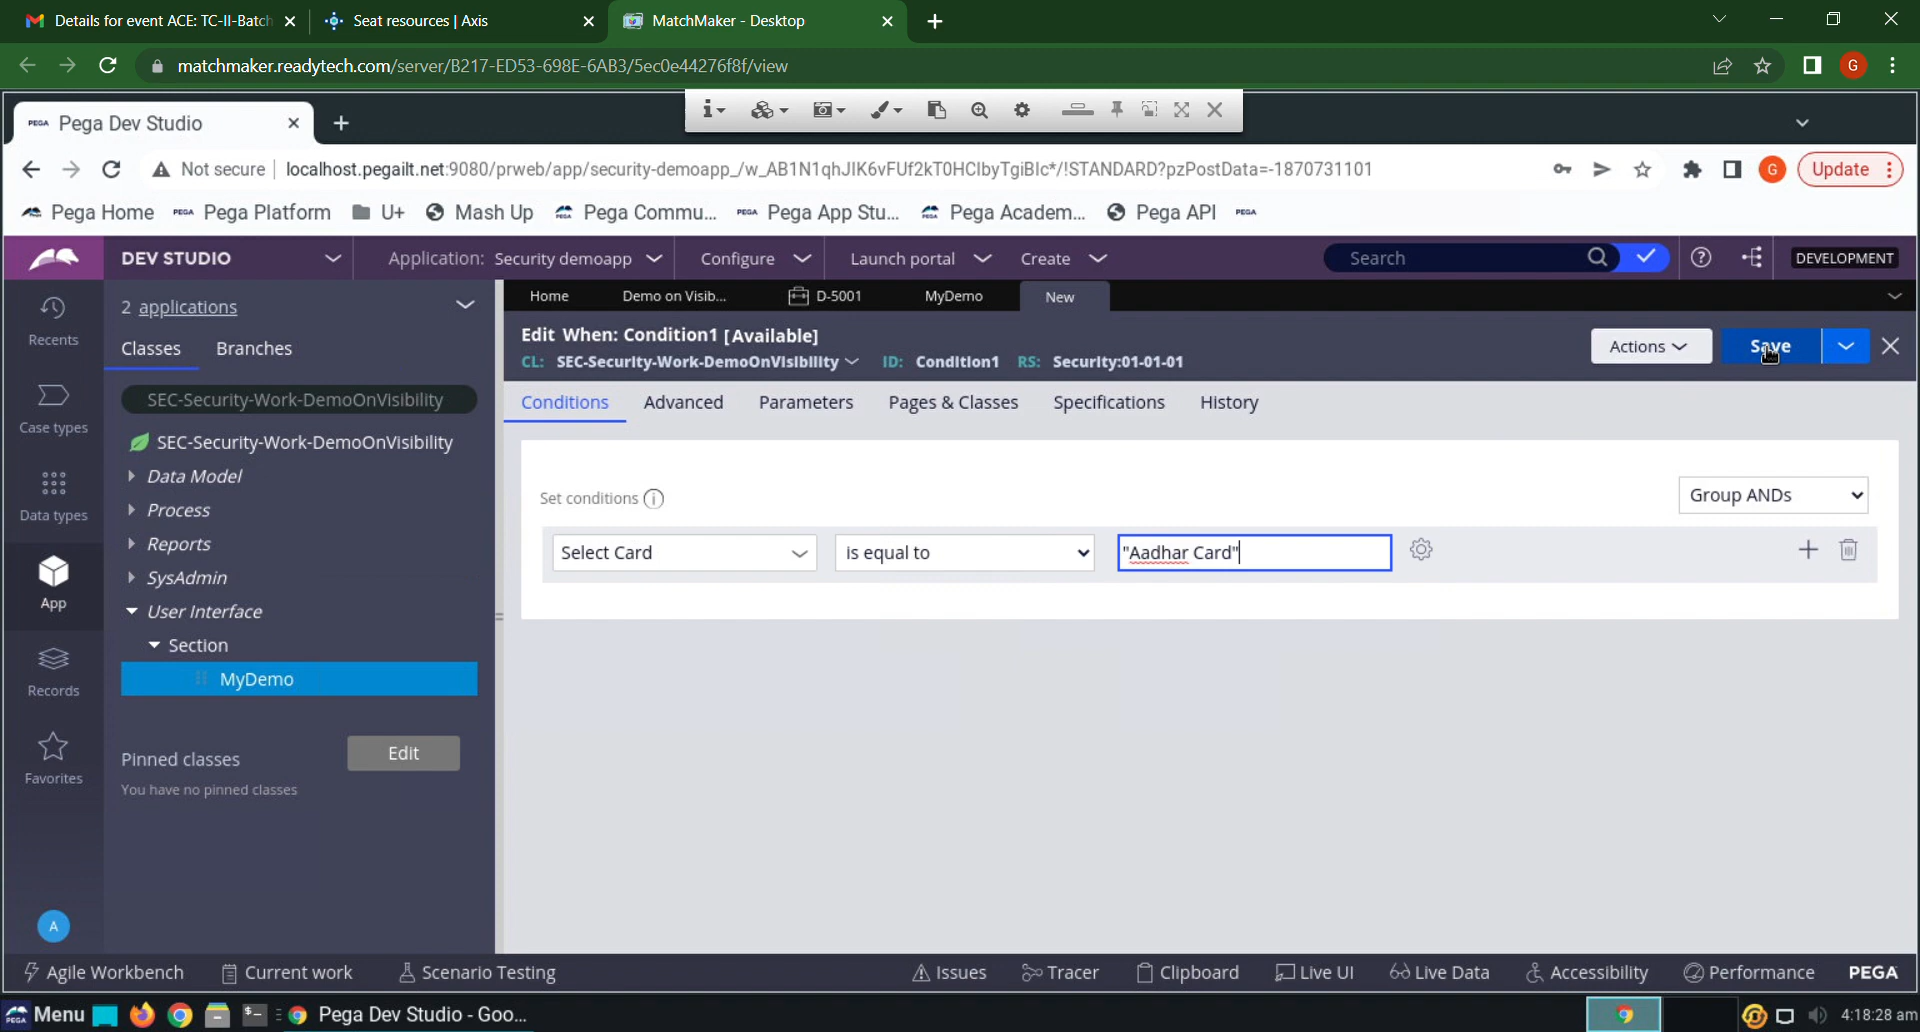 Details for event ACE: TC-II-Batch
Seat resources | Axis
MatchMaker - Desktop
matchmaker.readytech.com/server/B217-ED53-698E-6AB3/5ec0e44276f8f/view
G
PEGA Pega Dev Studio
Not secure
localhost.pegailt.net:9080/prweb/app/security-demoapp_/w_AB1N1qhJIK6vFUf2kT0HCIbyTgiBIc*/!STANDARD?pzPostData=-1870731101
G
Update
Pega Home
PEGA Pega Platform
U+
Mash Up
Pega Commu...
PEGA Pega App Stu...
Pega Academ...
Pega API
PEGA
DEV STUDIO
Application: Security demoapp
Configure
Launch portal
Create
Search
DEVELOPMENT
Recents
Case types
Data types
App
Records
Favorites
A
2 applications
Classes
Branches
SEC-Security-Work-DemoOnVisibility
SEC-Security-Work-DemoOnVisibility
Data Model
Process
Reports
SysAdmin
User Interface
Section
MyDemo
Pinned classes
Edit
You have no pinned classes
Home
Demo on Visib...
D-5001
MyDemo
New
Edit When: Condition1 [Available]
CL: SEC-Security-Work-DemoOnVisibility ID: Condition1 RS: Security:01-01-01
Actions
Save
Conditions
Advanced
Parameters
Pages & Classes
Specifications
History
Set conditions
Group ANDs
Select Card
is equal to
"Aadhar Card"
Agile Workbench
Current work
Scenario Testing
Issues
Tracer
Clipboard
Live UI
Live Data
Accessibility
Performance
PEGA
PEGA Menu
Pega Dev Studio - Goo...
4:18:28 am